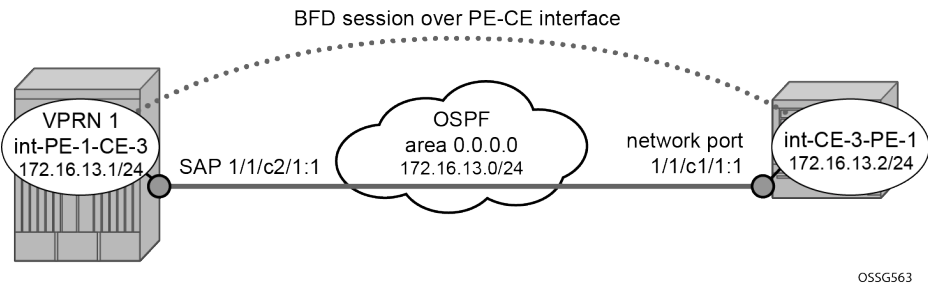 BFD session over PE-CE interface
VPRN 1
int-PE-1-CE-3
172.16.13.1/24
SAP 1/1/c2/1:1
OSPF
area 0.0.0.0
172.16.13.0/24
network port
1/1/c1/1:1
int-CE-3-PE-1
172.16.13.2/24
OSSG563